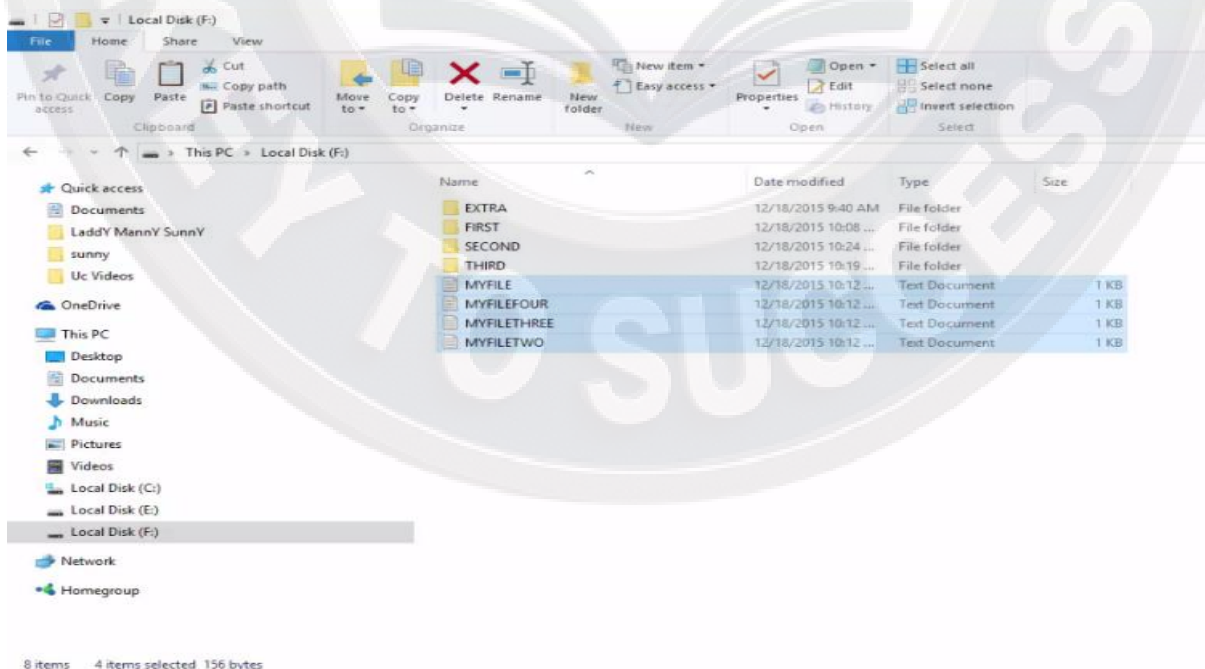 Local Disk (F:)
File Home Share View
Pin to Quick access
Copy
Paste
Cut
Copy path
Paste shortcut
Clipboard
Move to
Copy to
Delete
Rename
Organize
New folder
New item
Easy access
New
Properties
Open
Edit
History
Open
Select all
Select none
Invert selection
Select
This PC > Local Disk (F:)
Quick access
Documents
LaddY MannY SunnY
sunny
Uc Videos
OneDrive
This PC
Desktop
Documents
Downloads
Music
Pictures
Videos
Local Disk (C:)
Local Disk (E:)
Local Disk (F:)
Network
Homegroup
Name Date modified Type Size
EXTRA 12/18/2015 9:40 AM File folder
FIRST 12/18/2015 10:08 ... File folder
SECOND 12/18/2015 10:24 ... File folder
THIRD 12/18/2015 10:19 ... File folder
MYFILE 12/18/2015 10:12 ... Text Document 1 KB
MYFILEFOUR 12/18/2015 10:12 ... Text Document 1 KB
MYFILETHREE 12/18/2015 10:12 ... Text Document 1 KB
MYFILETWO 12/18/2015 10:12 ... Text Document 1 KB
8 items 4 items selected 156 bytes
TO SUCCESS